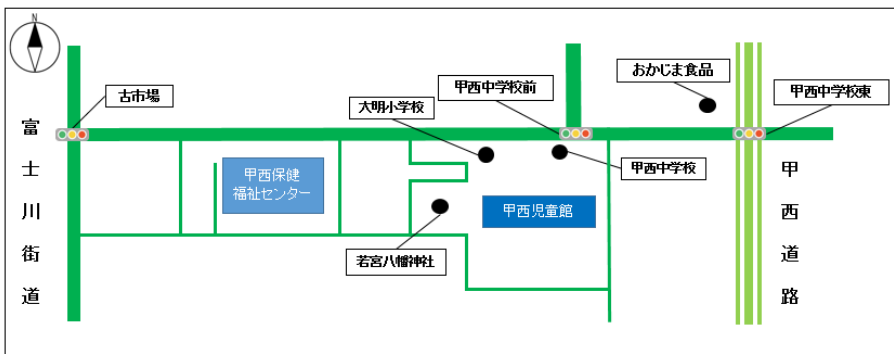 N
おかじま食品
古市場
大明小学校
甲西中学校前
甲西中学校東
富士川街道
甲西保健
福祉センター
甲西中学校
甲西道路
甲西児童館
若宮八幡神社